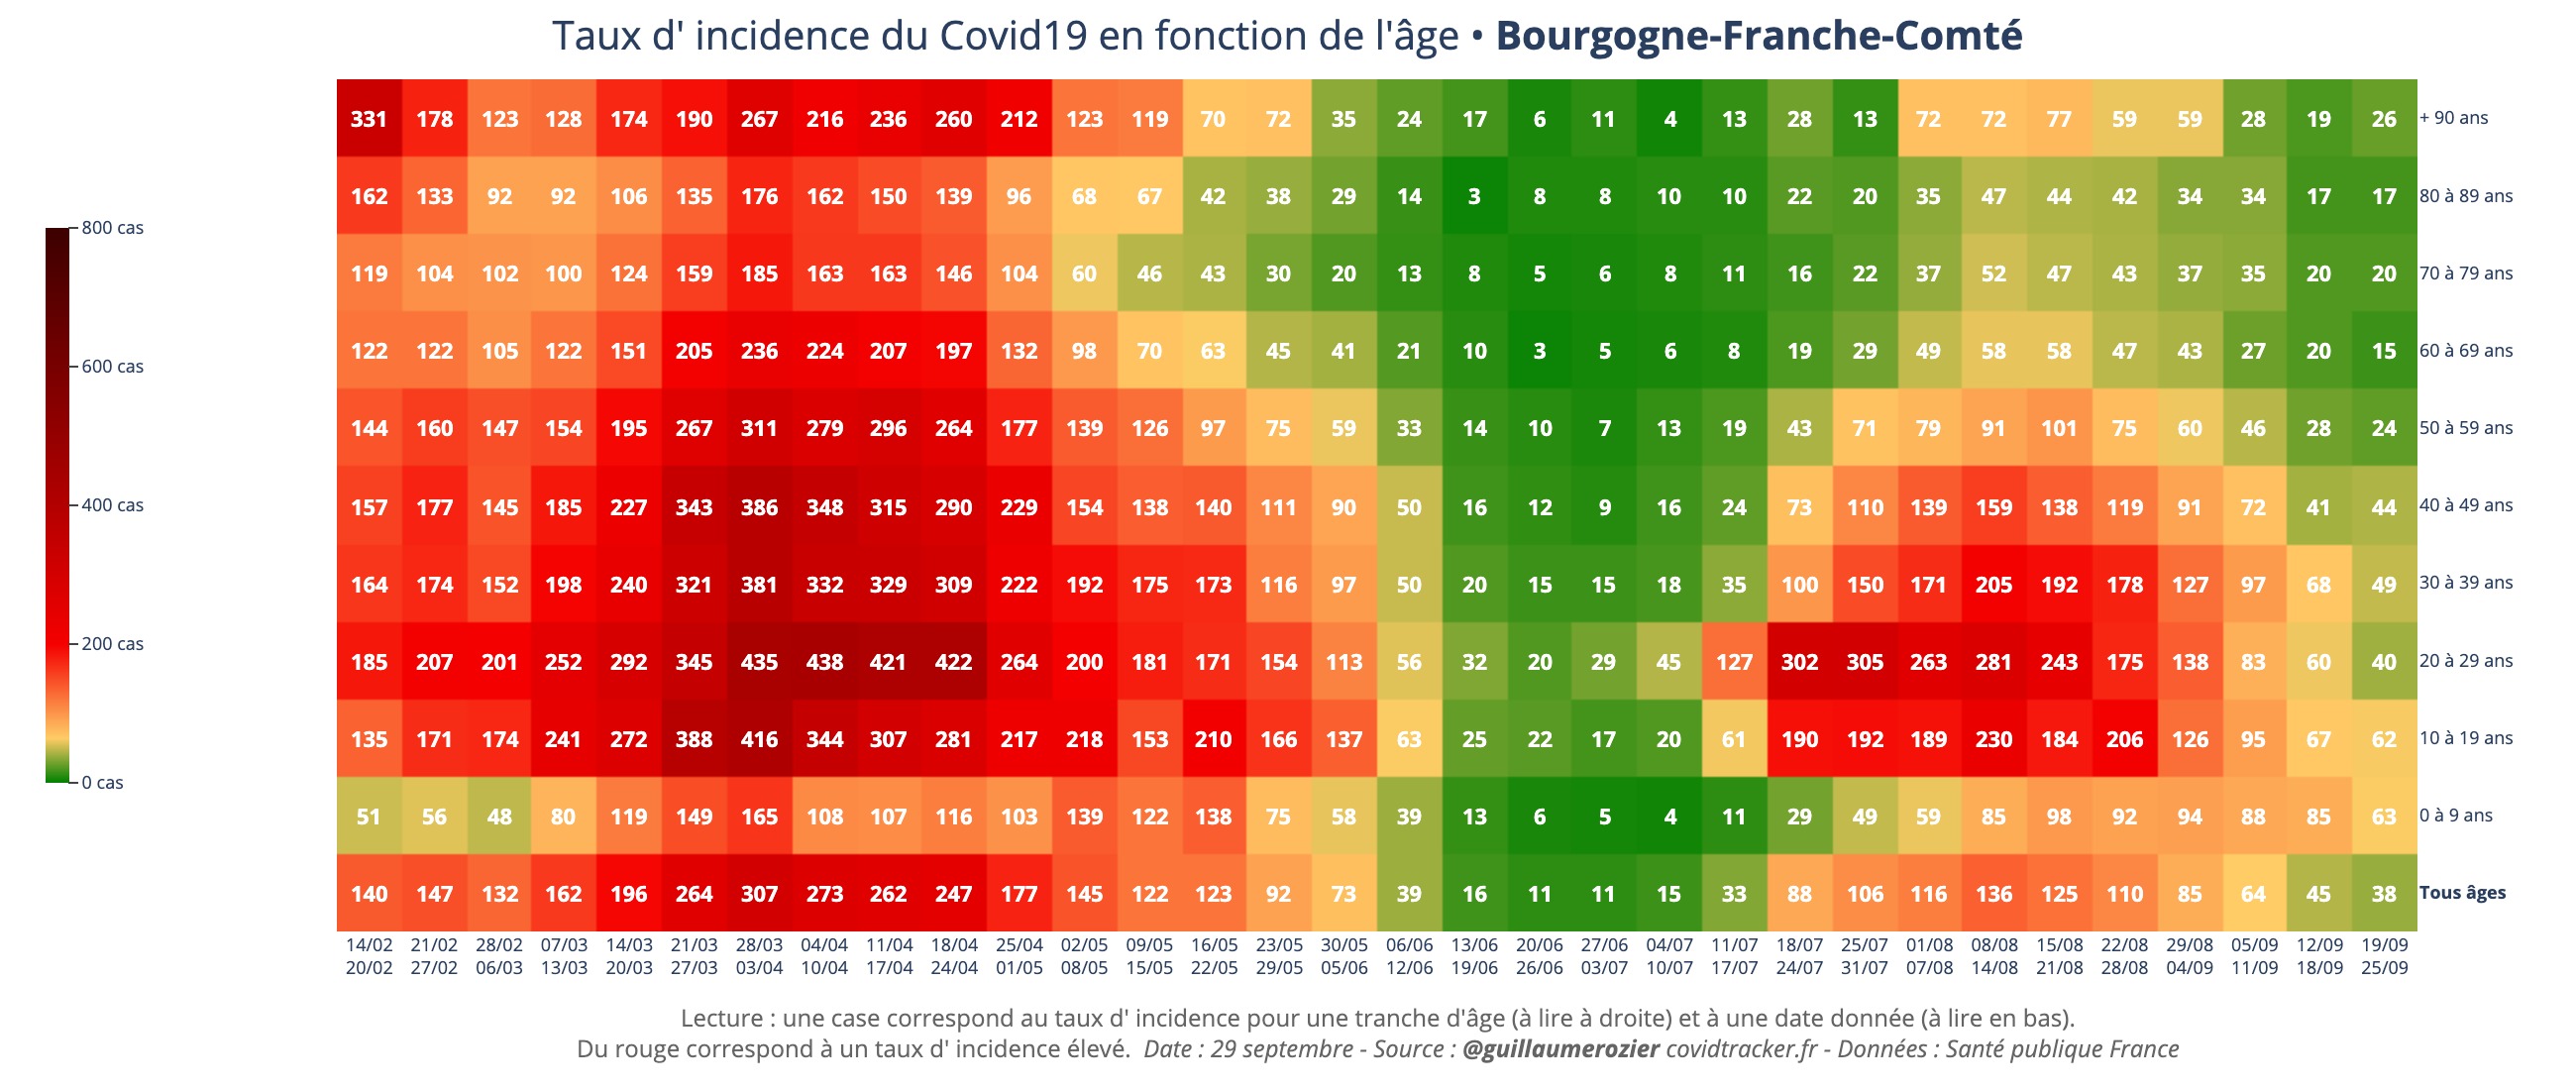 Taux d' incidence du Covid19 en fonction de l'âge • Bourgogne-Franche-Comté
800 cas
600 cas
400 cas
200 cas
0 cas
331 178 123 128 174 190 267 216 236 260 212 123 119 70 72 35 24 17 6 11 4 13 28 13 72 72 77 59 59 28 19 26 + 90 ans
162 133 92 92 106 135 176 162 150 139 96 68 67 42 38 29 14 3 8 8 10 10 22 20 35 47 44 42 34 34 17 17 80 à 89 ans
119 104 102 100 124 159 185 163 163 146 104 60 46 43 30 20 13 8 5 6 8 11 16 22 37 52 47 43 37 35 20 20 70 à 79 ans
122 122 105 122 151 205 236 224 207 197 132 98 70 63 45 41 21 10 3 5 6 8 19 29 49 58 58 47 43 27 20 15 60 à 69 ans
144 160 147 154 195 267 311 279 296 264 177 139 126 97 75 59 33 14 10 7 13 19 43 71 79 91 101 75 60 46 28 24 50 à 59 ans
157 177 145 185 227 343 386 348 315 290 229 154 138 140 111 90 50 16 12 9 16 24 73 110 139 159 138 119 91 72 41 44 40 à 49 ans
164 174 152 198 240 321 381 332 329 309 222 192 175 173 116 97 50 20 15 15 18 35 100 150 171 205 192 178 127 97 68 49 30 à 39 ans
185 207 201 252 292 345 435 438 421 422 264 200 181 171 154 113 56 32 20 29 45 127 302 305 263 281 243 175 138 83 60 40 20 à 29 ans
135 171 174 241 272 388 416 344 307 281 217 218 153 210 166 137 63 25 22 17 20 61 190 192 189 230 184 206 126 95 67 62 10 à 19 ans
51 56 48 80 119 149 165 108 107 116 103 139 122 138 75 58 39 13 6 5 4 11 29 49 59 85 98 92 94 88 85 63 0 à 9 ans
140 147 132 162 196 264 307 273 262 247 177 145 122 123 92 73 39 16 11 11 15 33 88 106 116 136 125 110 85 64 45 38 Tous âges
14/02 21/02 28/02 07/03 14/03 21/03 28/03 04/04 11/04 18/04 25/04 02/05 09/05 16/05 23/05 30/05 06/06 13/06 20/06 27/06 04/07 11/07 18/07 25/07 01/08 08/08 15/08 22/08 29/08 05/09 12/09 19/09
20/02 27/02 06/03 13/03 20/03 27/03 03/04 10/04 17/04 24/04 01/05 08/05 15/05 22/05 29/05 05/06 12/06 19/06 26/06 03/07 10/07 17/07 24/07 31/07 07/08 14/08 21/08 28/08 04/09 11/09 18/09 25/09
Lecture : une case correspond au taux d' incidence pour une tranche d'âge (à lire à droite) et à une date donnée (à lire en bas).
Du rouge correspond à un taux d' incidence élevé. Date : 29 septembre - Source : @guillaumerozier covidtracker.fr - Données : Santé publique France